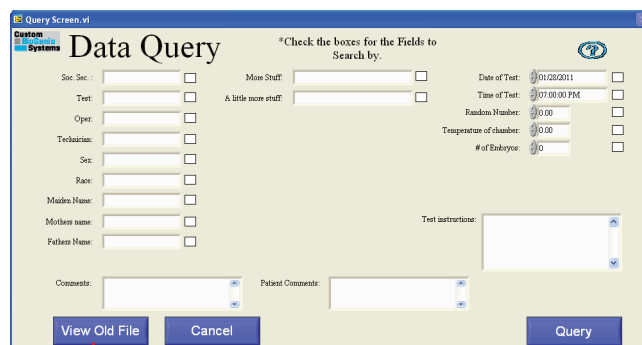 Query Screen.vi
Custom
BioGenic
Systems
Data Query
*Check the boxes for the Fields to
Search by.
Soc. Sec. :
Test:
Oper:
Technician:
Sex:
Race:
Maiden Name:
Mothers name:
Fathers Name:
More Stuff:
A little more stuff:
Date of Test: 01/28/2011
Time of Test: 07:00:00 PM
Random Number: 0.00
Temperature of chamber: 0.00
# of Embryos: 0
Test instructions:
Comments:
Patient Comments:
View Old File
Cancel
Query